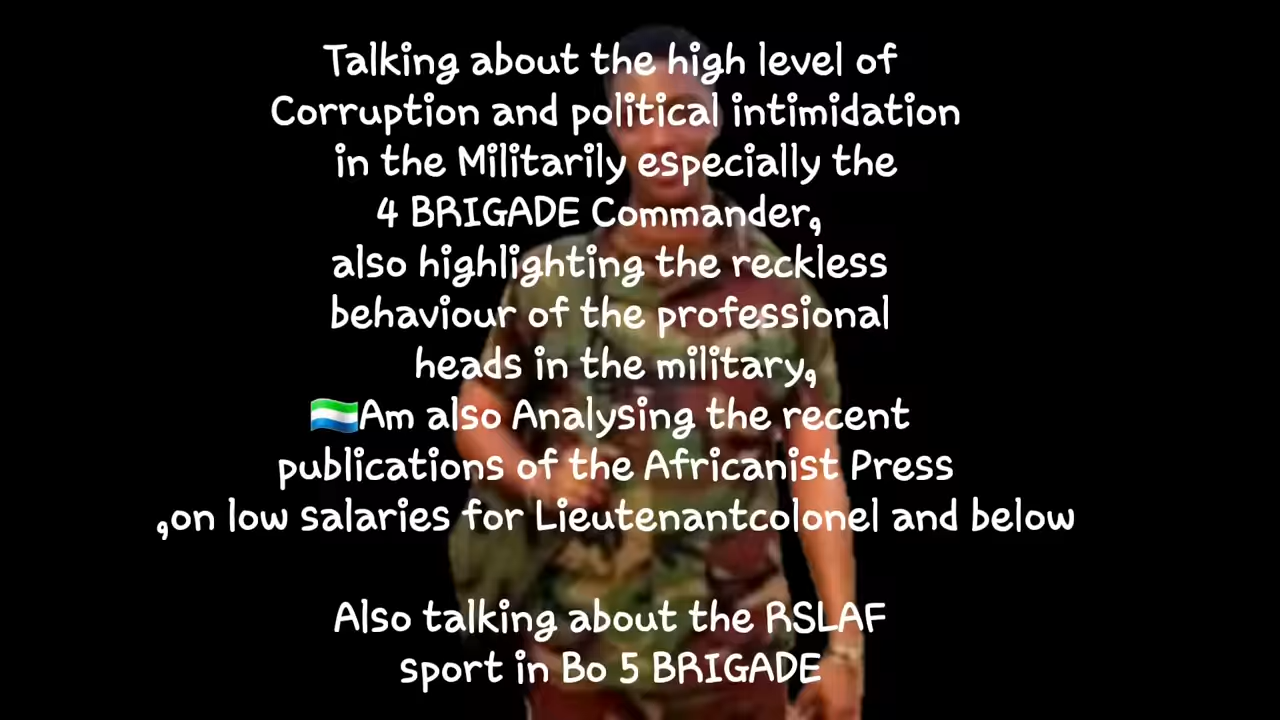 Talking about the high level of
Corruption and political intimidation
in the Militarily especially the
4 BRIGADE Commander,
also highlighting the reckless
behaviour of the professional
heads in the military,
🇸🇱Am also Analysing the recent
publications of the Africanist Press
,on low salaries for Lieutenantcolonel and below
Also talking about the RSLAF
sport in Bo 5 BRIGADE